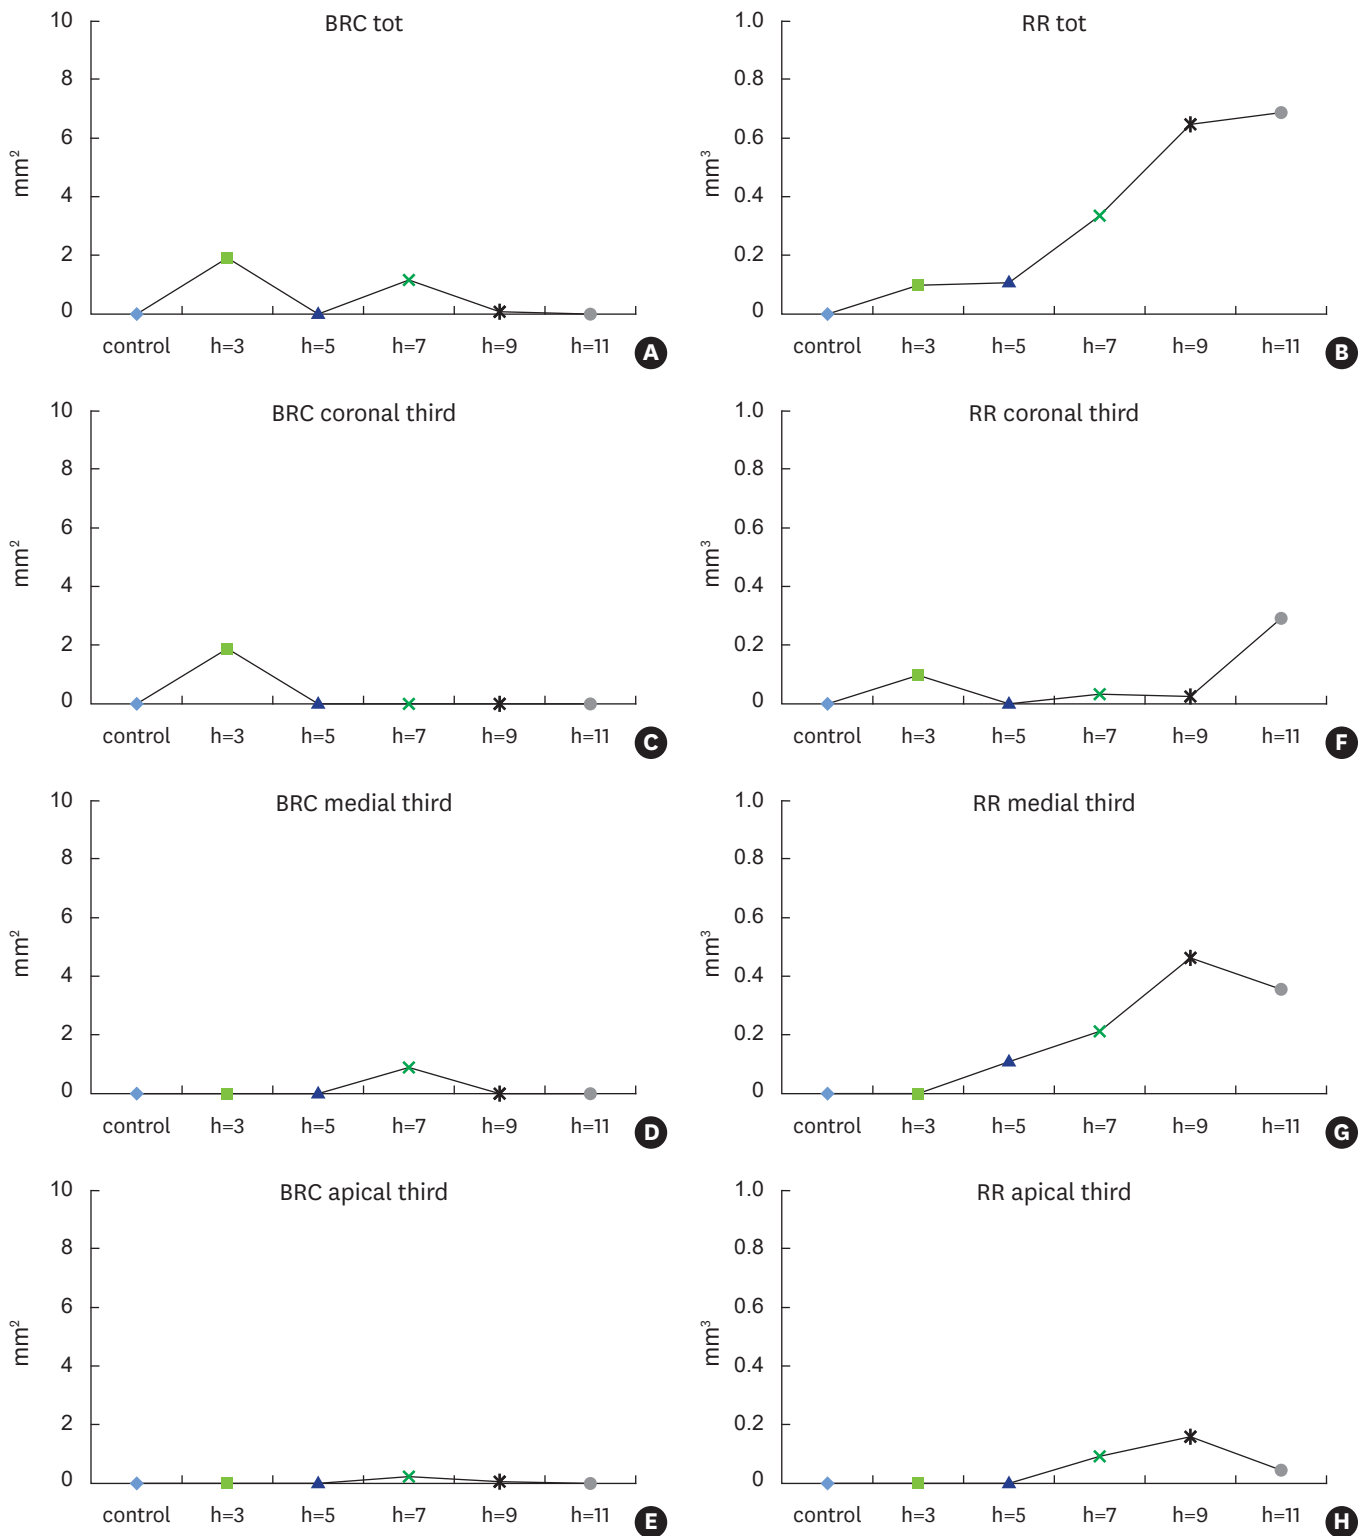 BRC tot
10
8
6
4
2
0
mm²
control h=3 h=5 h=7 h=9 h=11
A
RR tot
1.0
0.8
0.6
0.4
0.2
0
mm³
control h=3 h=5 h=7 h=9 h=11
B
BRC coronal third
10
8
6
4
2
0
mm²
control h=3 h=5 h=7 h=9 h=11
C
RR coronal third
1.0
0.8
0.6
0.4
0.2
0
mm³
control h=3 h=5 h=7 h=9 h=11
F
BRC medial third
10
8
6
4
2
0
mm²
control h=3 h=5 h=7 h=9 h=11
D
RR medial third
1.0
0.8
0.6
0.4
0.2
0
mm³
control h=3 h=5 h=7 h=9 h=11
G
BRC apical third
10
8
6
4
2
0
mm²
control h=3 h=5 h=7 h=9 h=11
E
RR apical third
1.0
0.8
0.6
0.4
0.2
0
mm³
control h=3 h=5 h=7 h=9 h=11
H